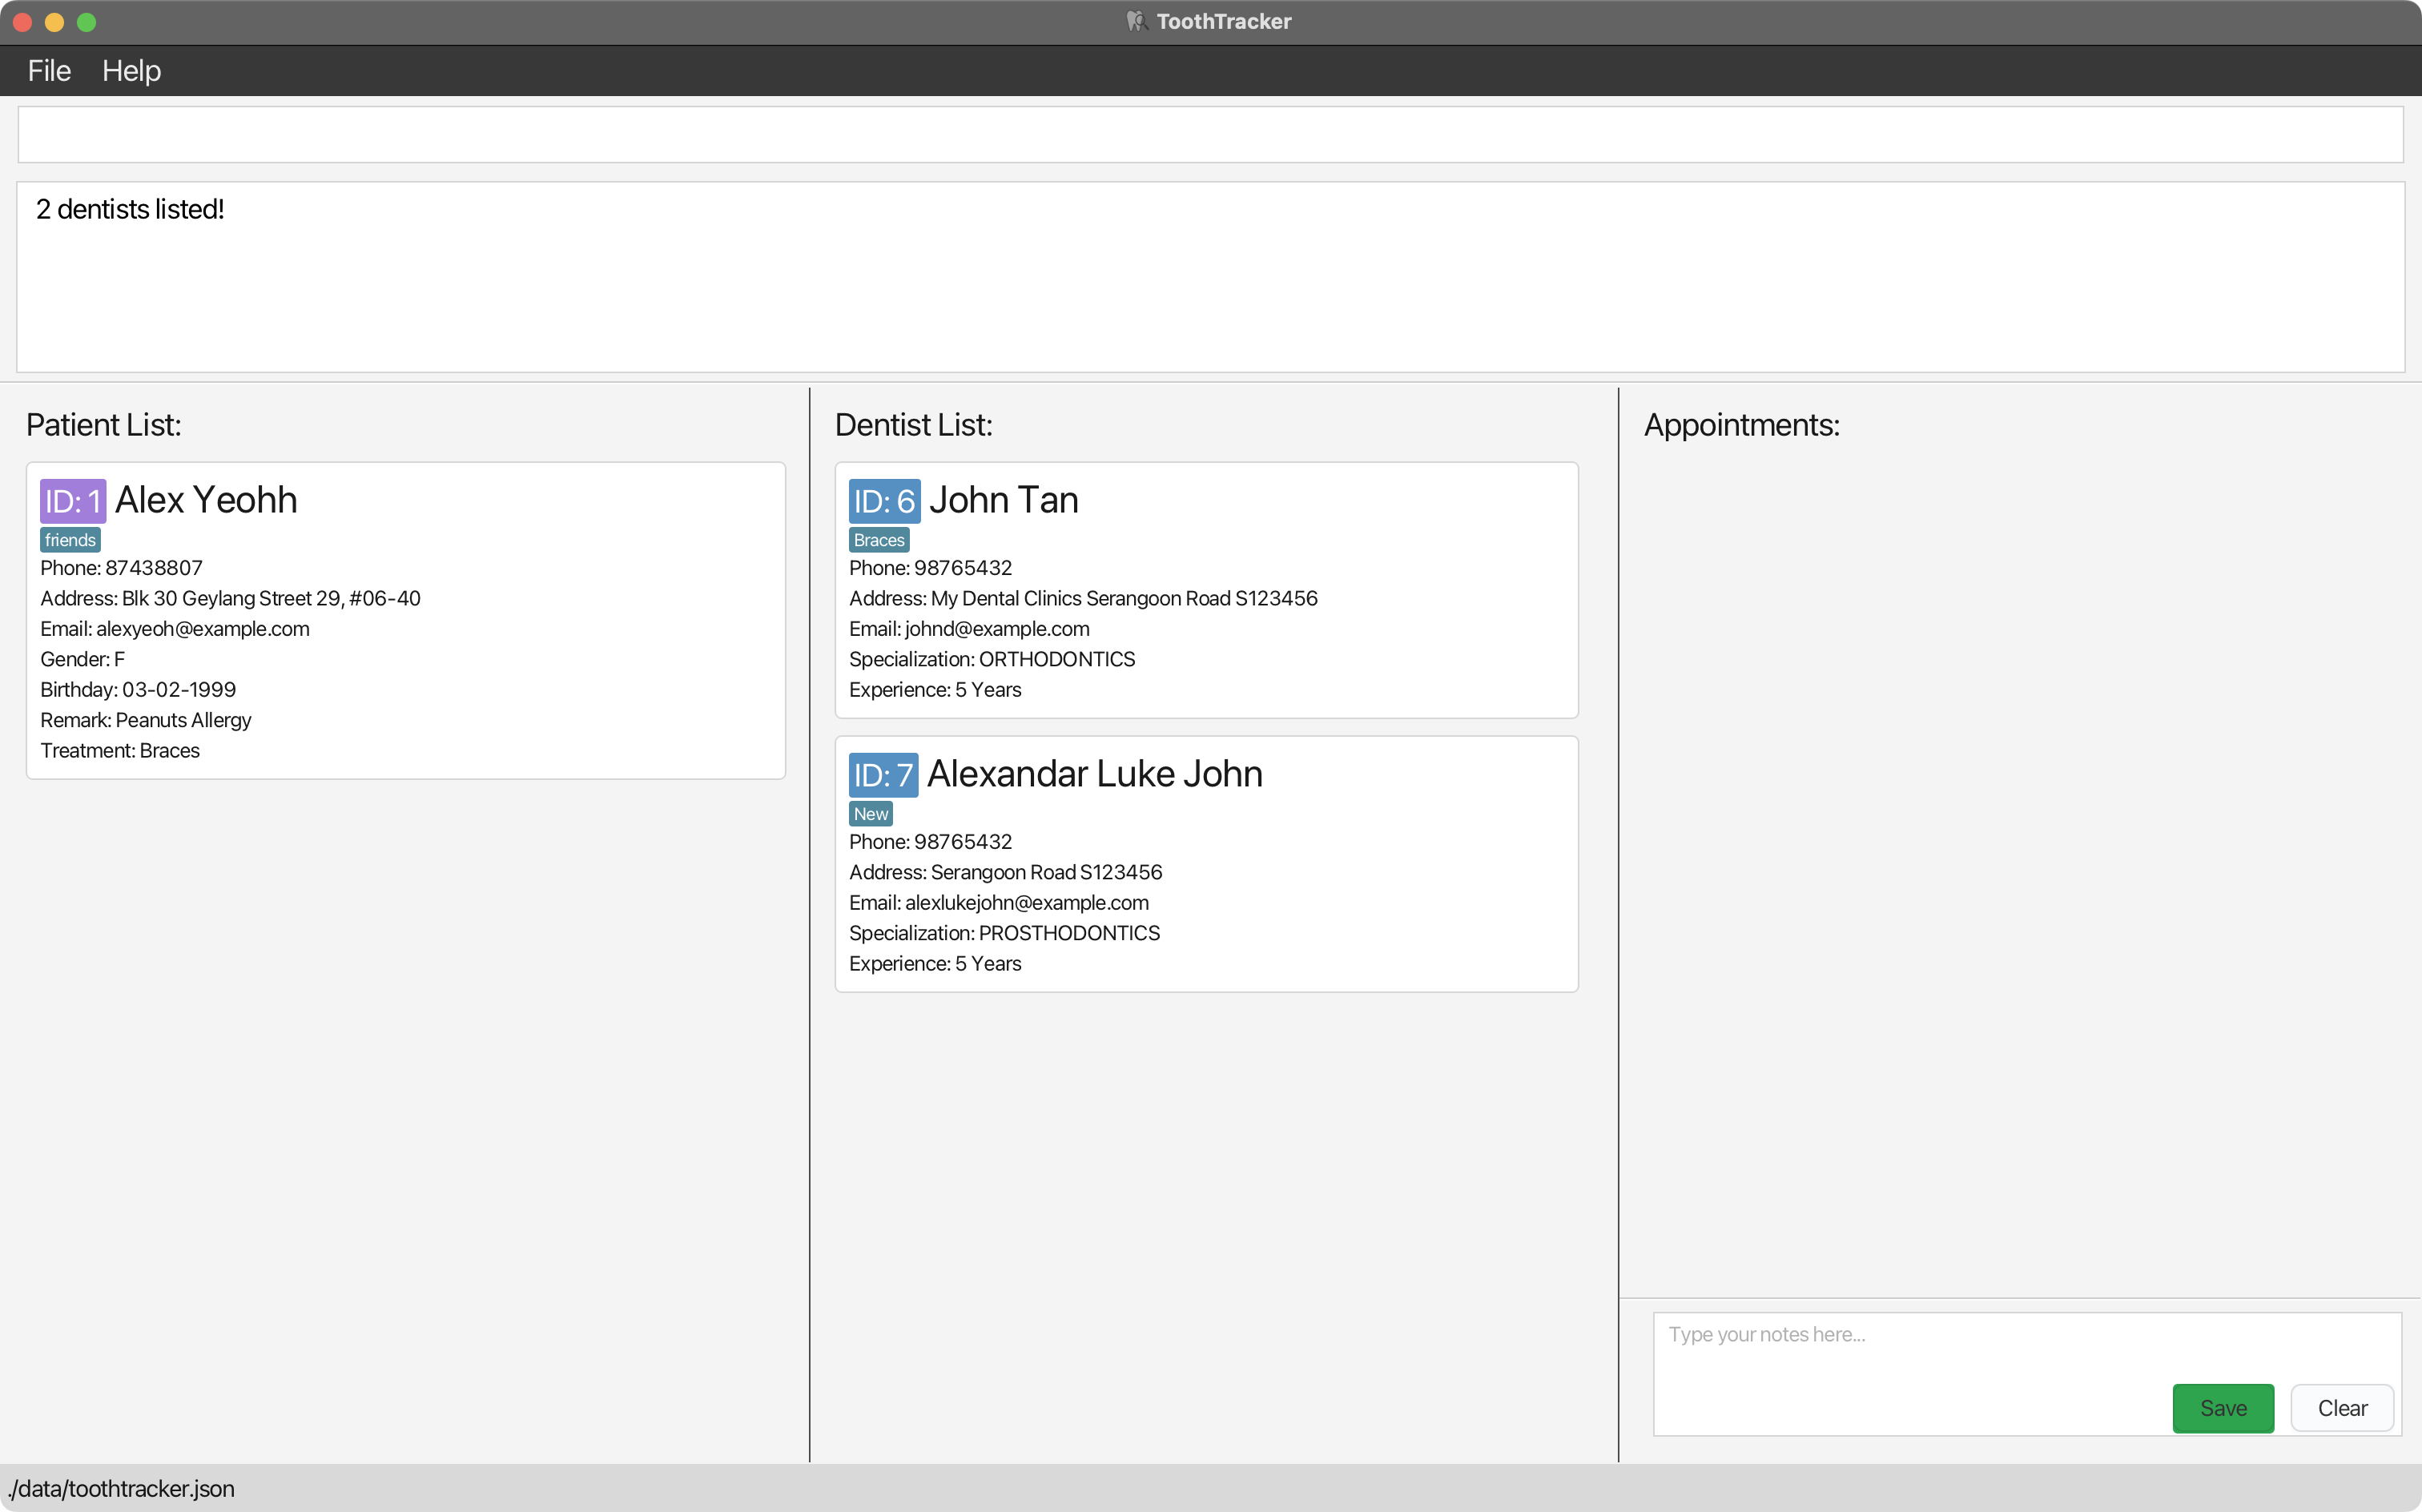 ToothTracker
File Help
2 dentists listed!
Patient List:
ID: 1 Alex Yeohh
friends
Phone: 87438807
Address: Blk 30 Geylang Street 29, #06-40
Email: alexyeoh@example.com
Gender: F
Birthday: 03-02-1999
Remark: Peanuts Allergy
Treatment: Braces
Dentist List:
ID: 6 John Tan
Braces
Phone: 98765432
Address: My Dental Clinics Serangoon Road S123456
Email: johnd@example.com
Specialization: ORTHODONTICS
Experience: 5 Years
ID: 7 Alexandar Luke John
New
Phone: 98765432
Address: Serangoon Road S123456
Email: alexlukejohn@example.com
Specialization: PROSTHODONTICS
Experience: 5 Years
Appointments:
Type your notes here...
Save Clear
./data/toothtracker.json